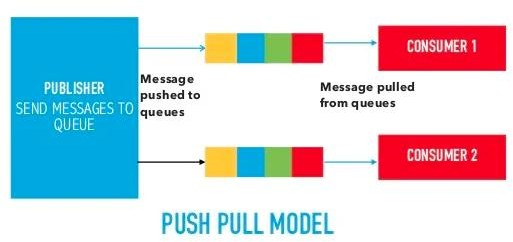 PUBLISHER
SEND MESSAGES TO
QUEUE
Message
pushed to
queues
Message pulled
from queues
CONSUMER 1
CONSUMER 2
PUSH PULL MODEL